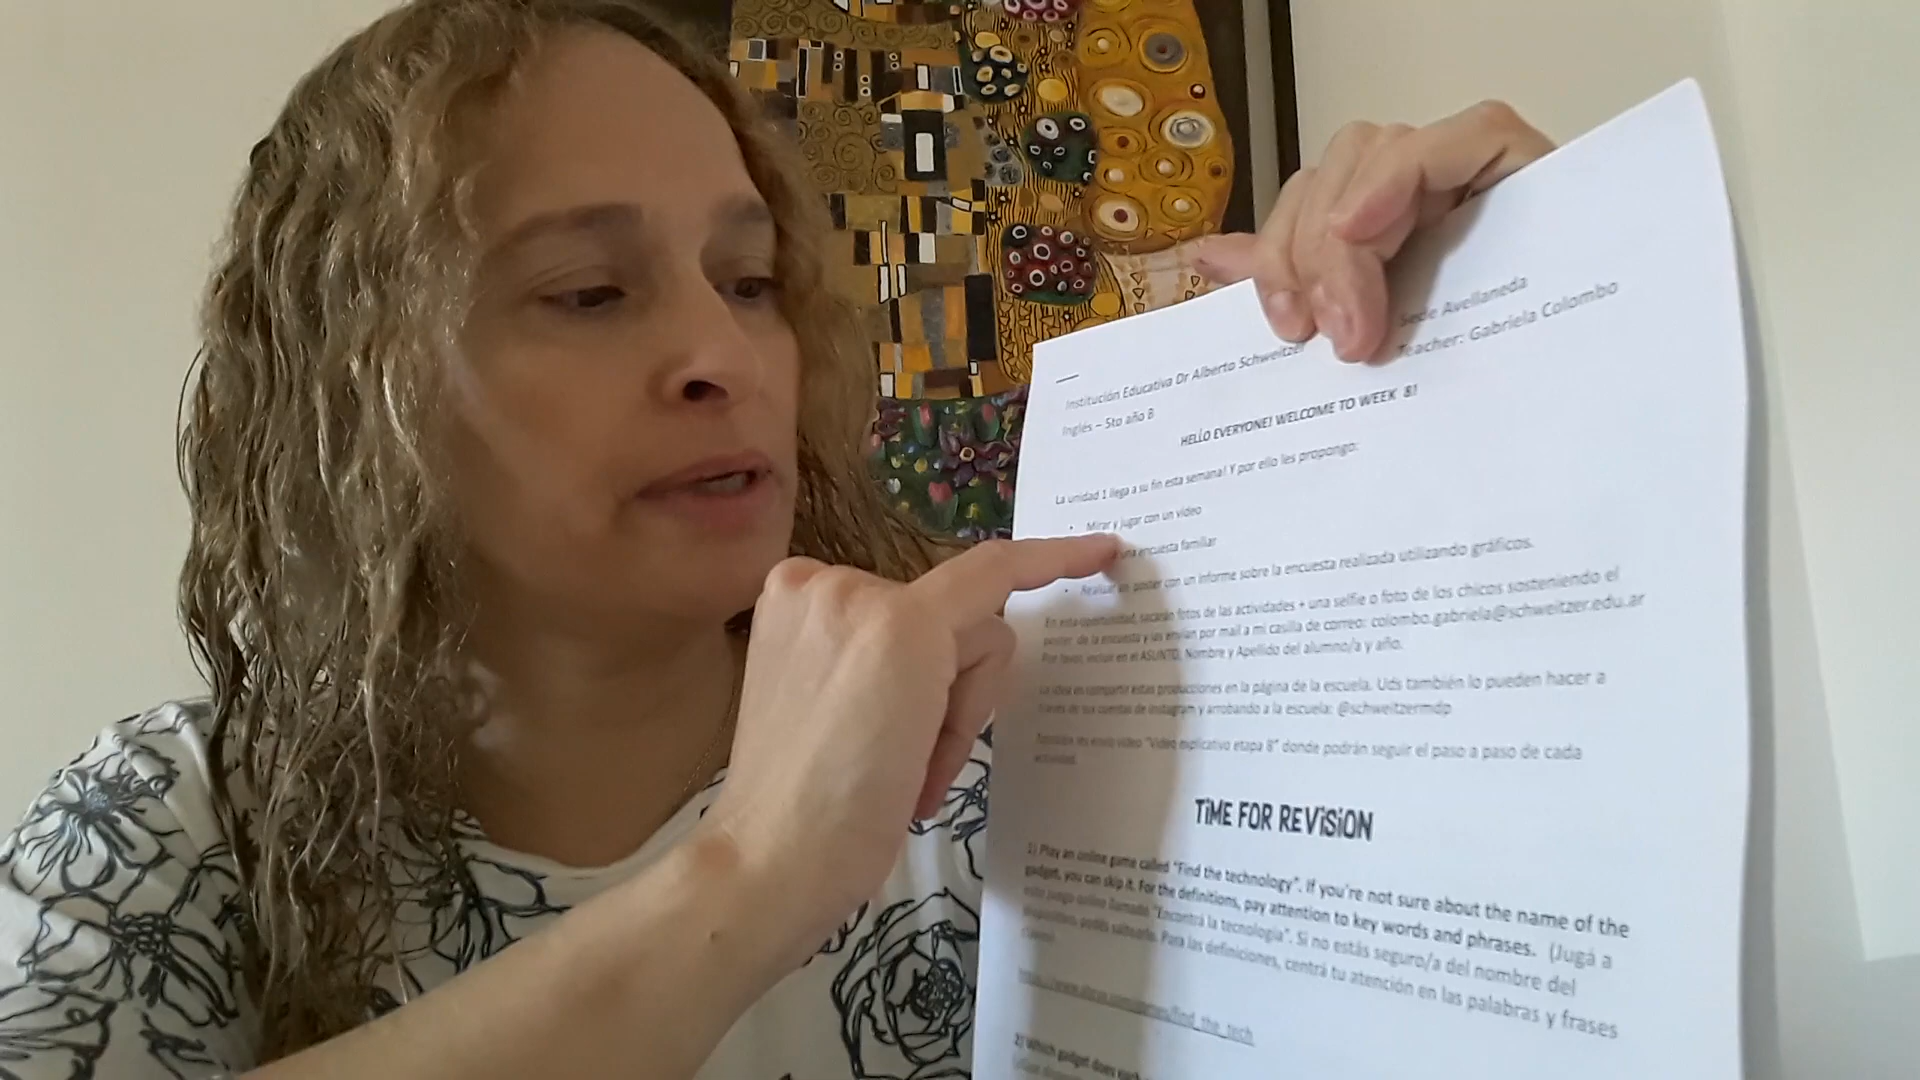 Institución Educativa Dr Alberto Schweitzer
Sede Avellaneda
Inglés – 5to año B
Teacher: Gabriela Colombo
HELLO EVERYONE! WELCOME TO WEEK 8!
La unidad 1 llega a su fin esta semana! Y por ello les propongo:
• Mirar y jugar con un video
una encuesta familiar
• Realizar un poster con un informe sobre la encuesta realizada utilizando gráficos.
En esta oportunidad, sacarán fotos de las actividades + una selfie o foto de los chicos sosteniendo el
poster de la encuesta y las envían por mail a mi casilla de correo: colombo.gabriela@schweitzer.edu.ar
Por favor, incluir en el ASUNTO, Nombre y Apellido del alumno/a y año.
La idea es compartir estas producciones en la página de la escuela. Uds también lo pueden hacer a
través de sus cuentas de instagram y arrobando a la escuela: @schweitzermdp
También les envío video "Video explicativo etapa 8" donde podrán seguir el paso a paso de cada
actividad.
TIME FOR REVISION
1) Play an online game called "Find the technology". If you're not sure about the name of the
gadget, you can skip it. For the definitions, pay attention to key words and phrases. (Jugá a
este juego online llamado "Encontrá la tecnología". Si no estás seguro/a del nombre del
dispositivo, podés saltearlo. Para las definiciones, centrá tu atención en las palabras y frases
find_the_tech
2) Which gadget does